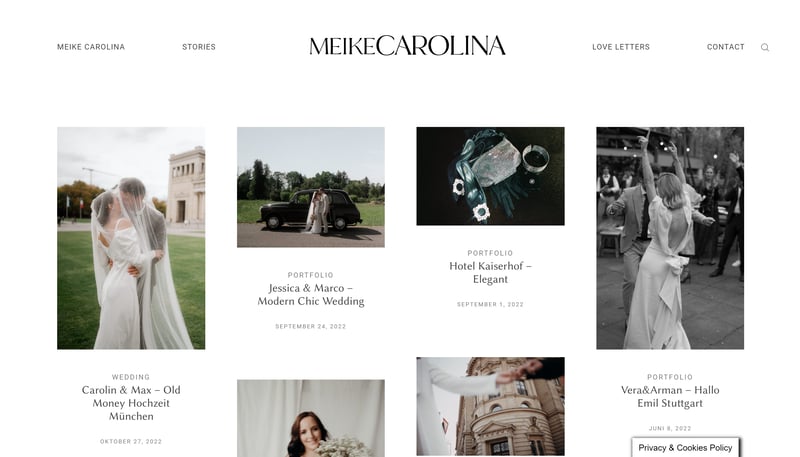 MEIKE CAROLINA
STORIES
MEIKECAROLINA
LOVE LETTERS
CONTACT
WEDDING
Carolin & Max – Old
Money Hochzeit
München
OKTOBER 27, 2022
PORTFOLIO
Jessica & Marco –
Modern Chic Wedding
SEPTEMBER 24, 2022
PORTFOLIO
Hotel Kaiserhof –
Elegant
SEPTEMBER 1, 2022
PORTFOLIO
Vera&Arman – Hallo
Emil Stuttgart
JUNI 8, 2022
Privacy & Cookies Policy